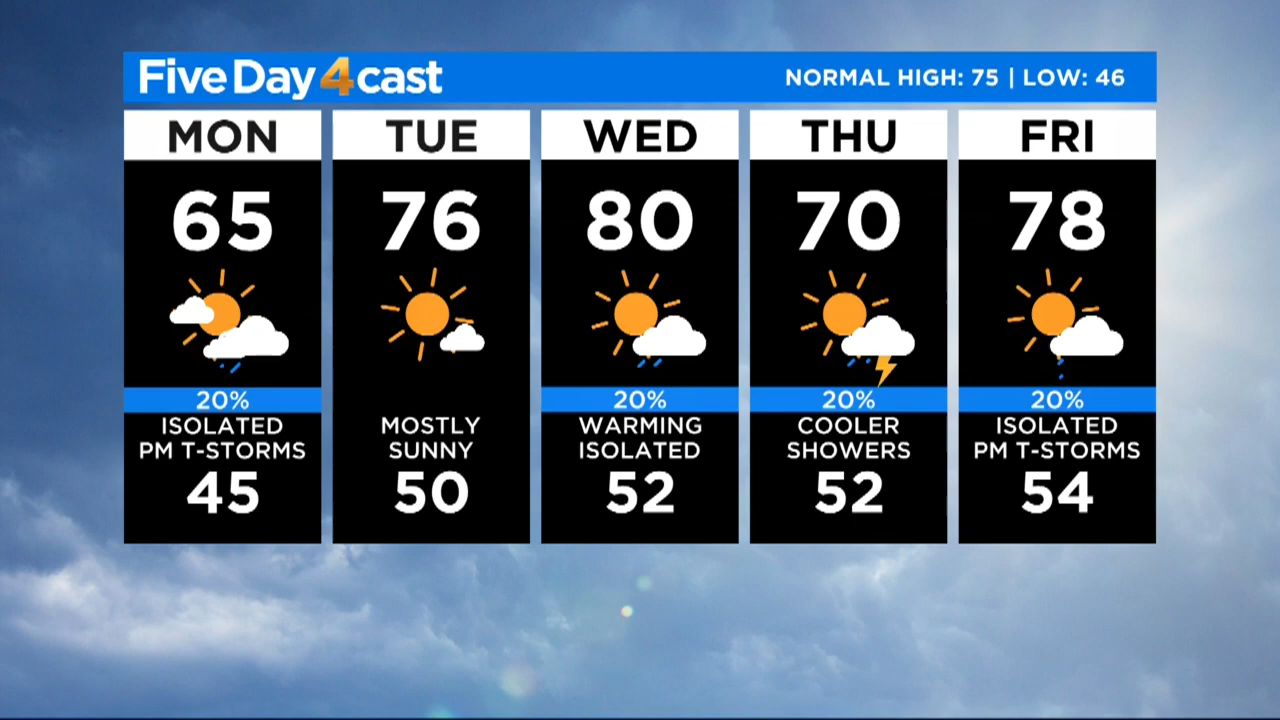 Five Day 4cast
NORMAL HIGH: 75 | LOW: 46
MON
65
20%
ISOLATED
PM T-STORMS
45
TUE
76
MOSTLY
SUNNY
50
WED
80
20%
WARMING
ISOLATED
52
THU
70
20%
COOLER
SHOWERS
52
FRI
78
20%
ISOLATED
PM T-STORMS
54